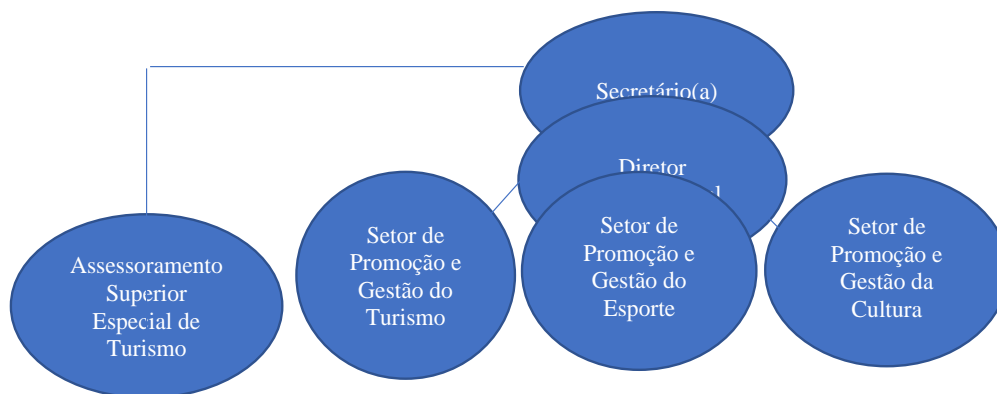 Secretário(a)
Diretor
Assessoramento
Superior
Especial de
Turismo
Setor de
Promoção e
Gestão do
Turismo
Setor de
Promoção e
Gestão do
Esporte
Setor de
Promoção e
Gestão da
Cultura